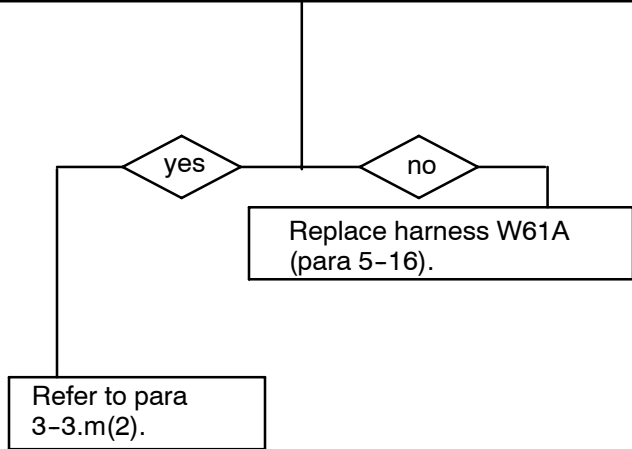 yes
no
Replace harness W61A
(para 5-16).
Refer to para
3-3.m(2).